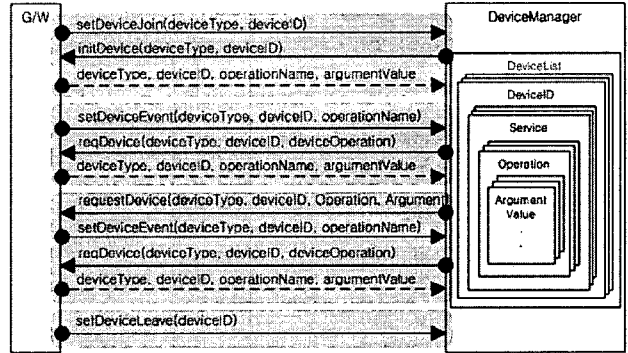 G/W
DeviceManager
setDeviceJoin(deviceType, deviceID)
initDevice(deviceType, deviceID)
deviceType, deviceID, operationName, argumentValue
setDeviceEvent(deviceType, deviceID, operationName)
reqDevice(deviceType, deviceID, deviceOperation)
deviceType, deviceID, operationName, argumentValue
requestDevice(deviceType, deviceID, Operation, Argument
setDeviceEvent(deviceType, deviceID, operationName)
reqDevice(deviceType, deviceID, deviceOperation)
deviceType, deviceID, operationName, argumentValue
setDeviceLeave(deviceID)
DeviceList
DeviceID
Service
Operation
Argument
Value
.
.